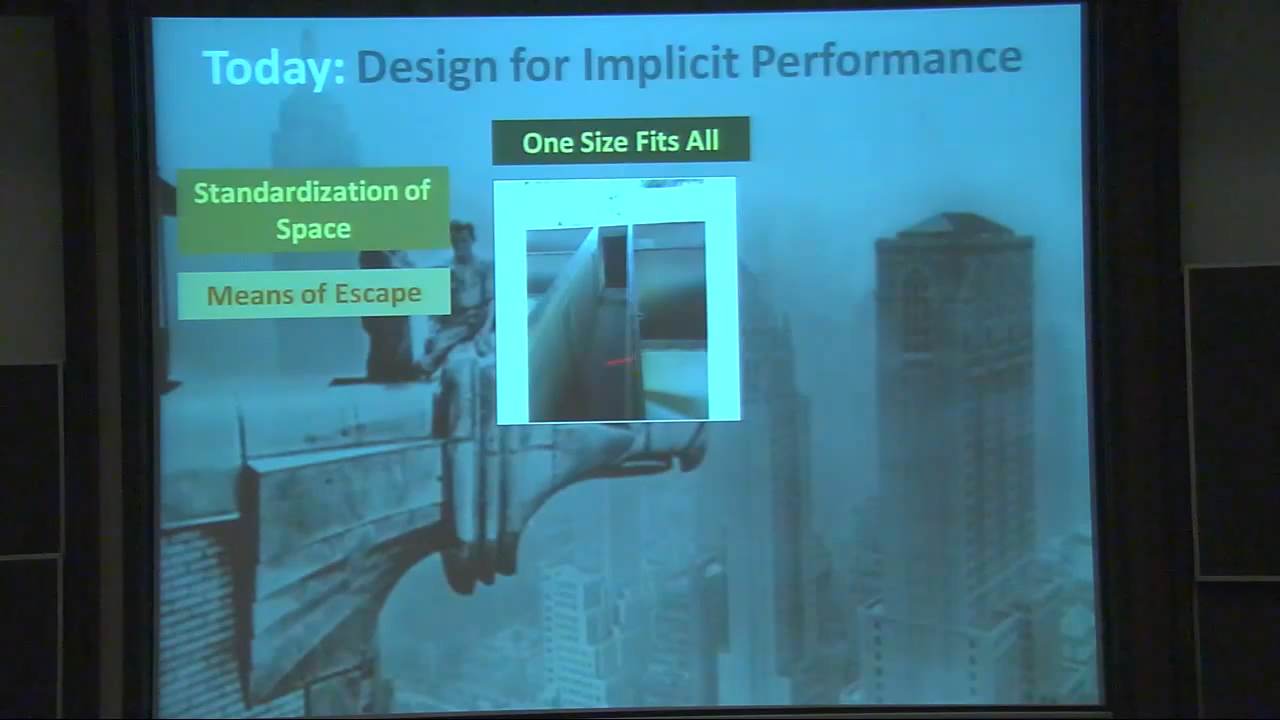 Today: Design for Implicit Performance
One Size Fits All
Standardization of
Space
Means of Escape